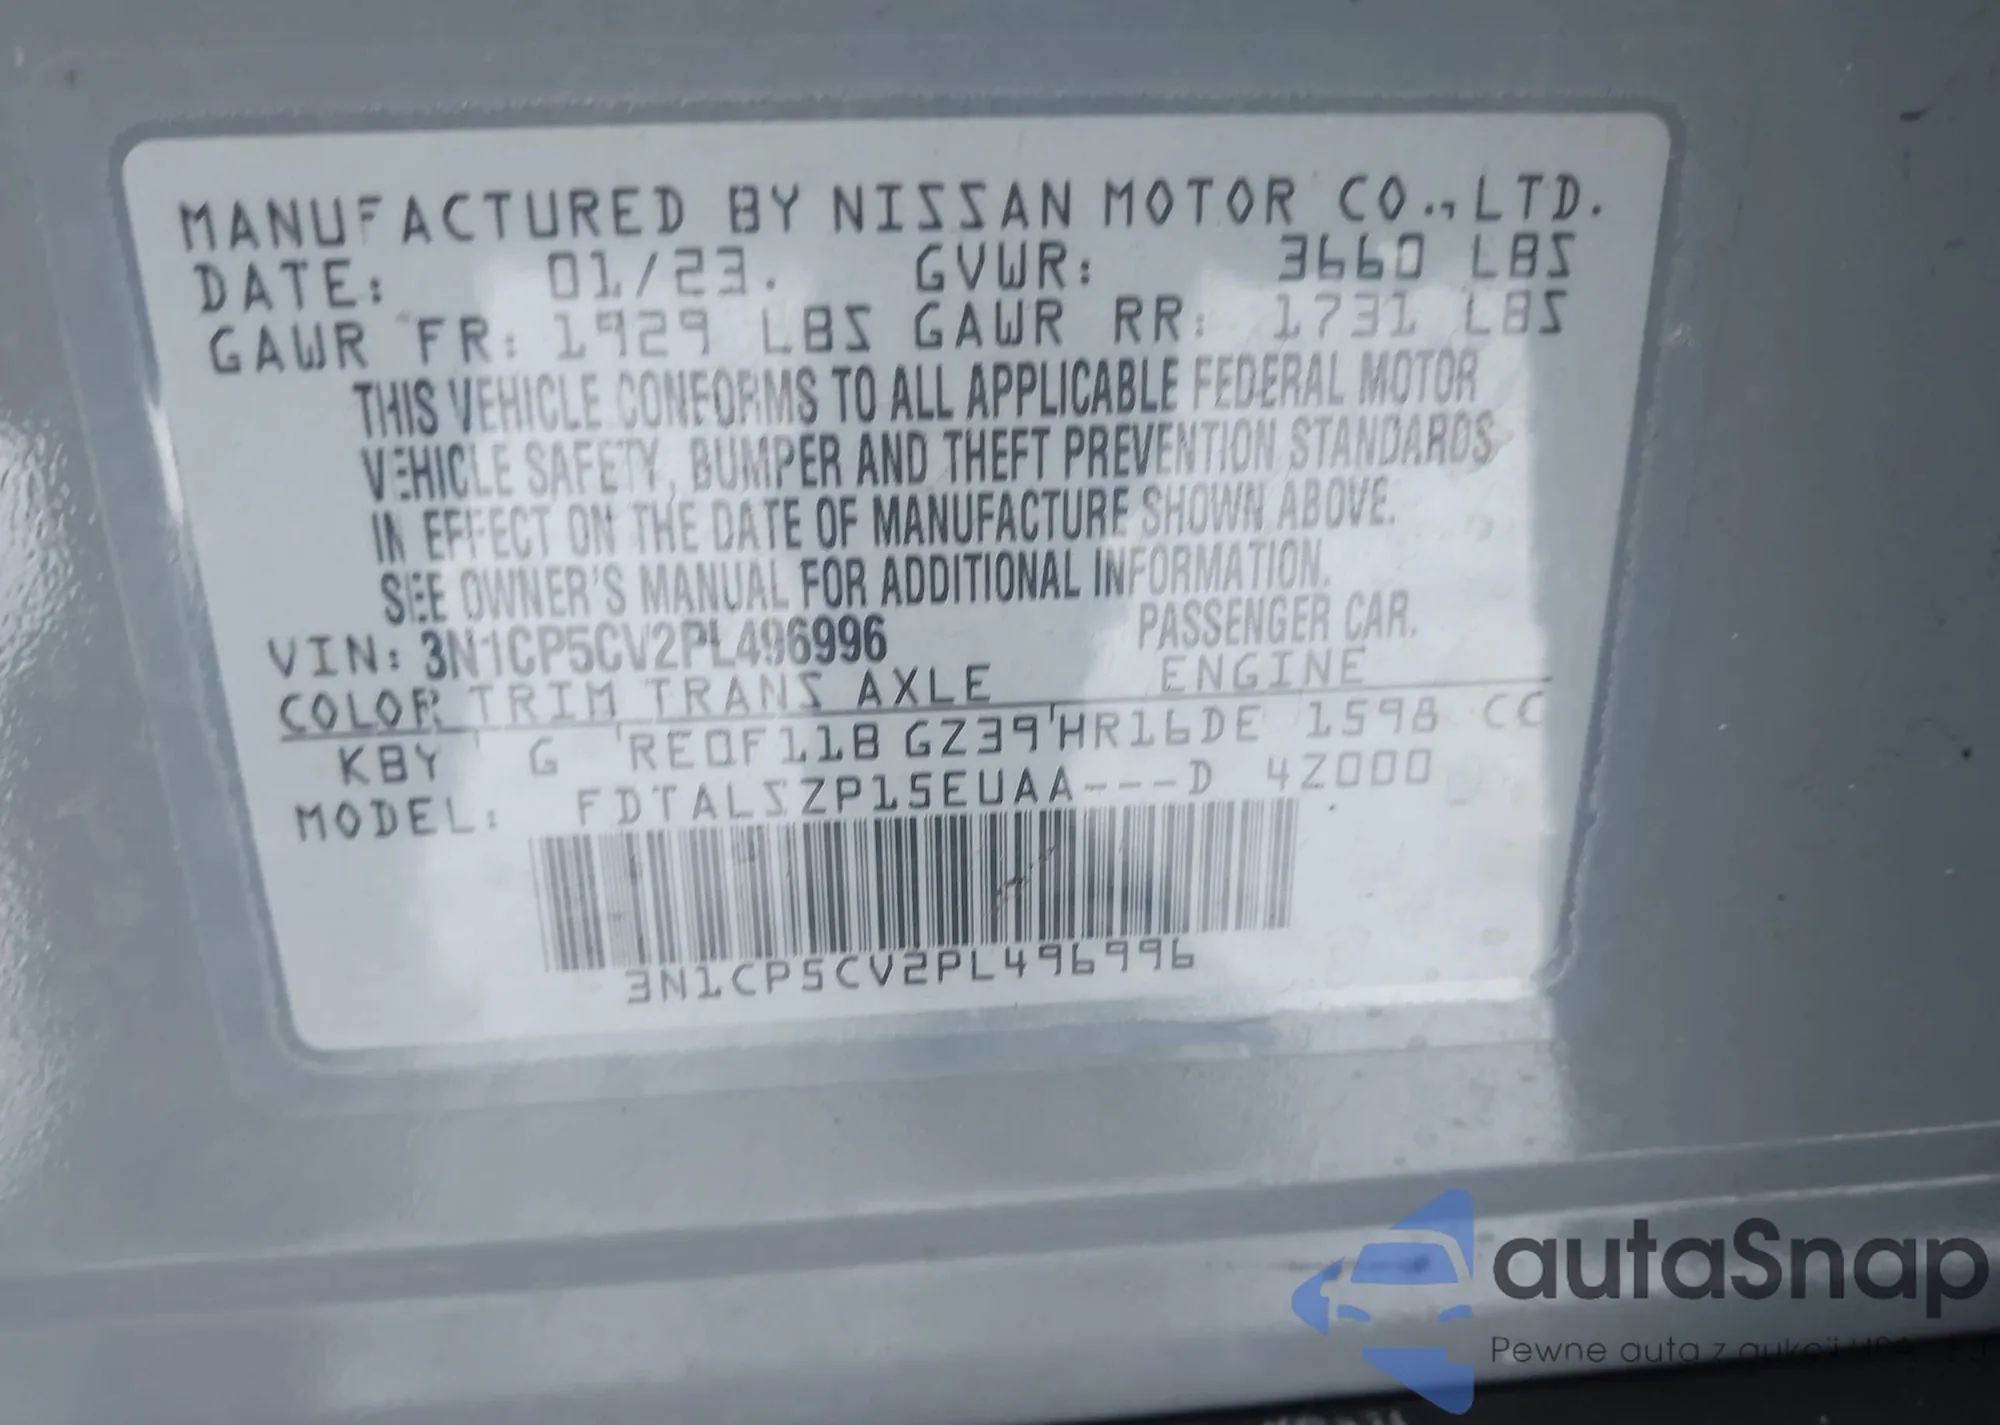 MANUFACTURED BY NISSAN MOTOR CO., LTD.
DATE: 01/23. GVWR: 3660 LBS
GAWR FR: 1929 LBS GAWR RR: 1731 LBS
THIS VEHICLE CONFORMS TO ALL APPLICABLE FEDERAL MOTOR
VEHICLE SAFETY, BUMPER AND THEFT PREVENTION STANDARDS
IN EFFECT ON THE DATE OF MANUFACTURE SHOWN ABOVE.
SEE OWNER'S MANUAL FOR ADDITIONAL INFORMATION.
VIN: 3N1CP5CV2PL496996 PASSENGER CAR.
COLOR TRIM TRANS AXLE ENGINE
KBY G RE0F11B GZ39 HR16DE 1598 CC
MODEL: FDTALSZP15EUAA---D 4Z000
3N1CP5CV2PL496996
autaSnap
Pewne auta z aukcji